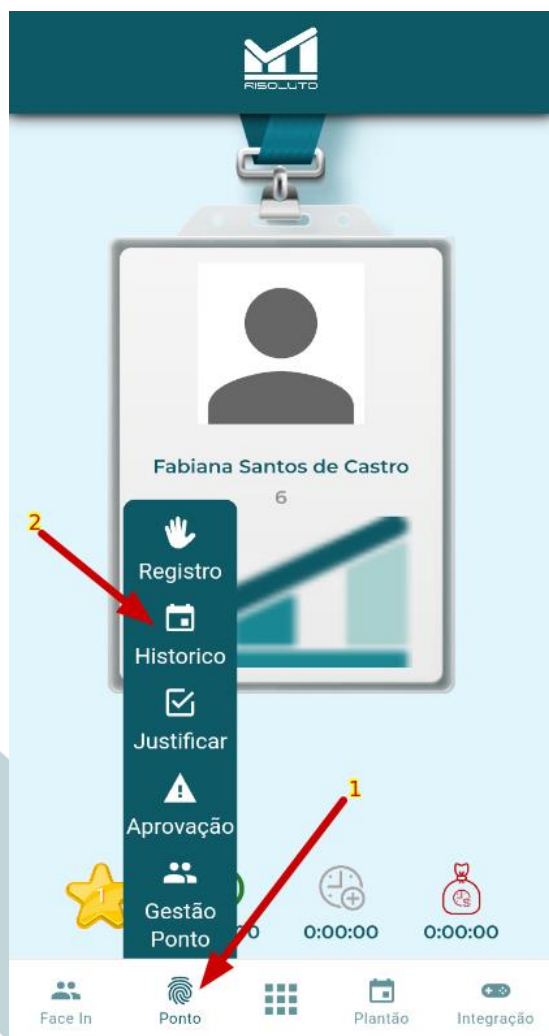 RISOLUTO
Fabiana Santos de Castro
6
2
Registro
Historico
Justificar
1
Aprovação
1
Gestão
Ponto
0:00:00
0:00:00
Face In
Ponto
Plantão
Integração